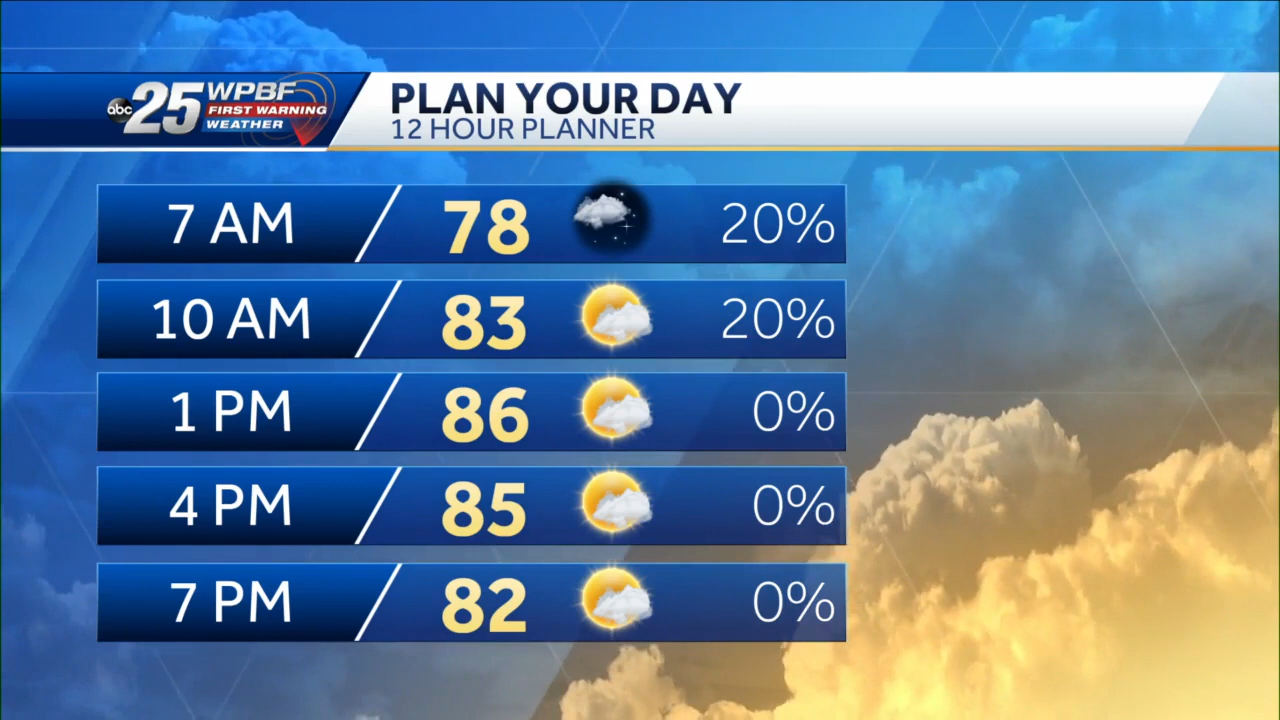 abc 25 WPBF
FIRST WARNING
WEATHER
PLAN YOUR DAY
12 HOUR PLANNER
7 AM 78 20%
10 AM 83 20%
1 PM 86 0%
4 PM 85 0%
7 PM 82 0%